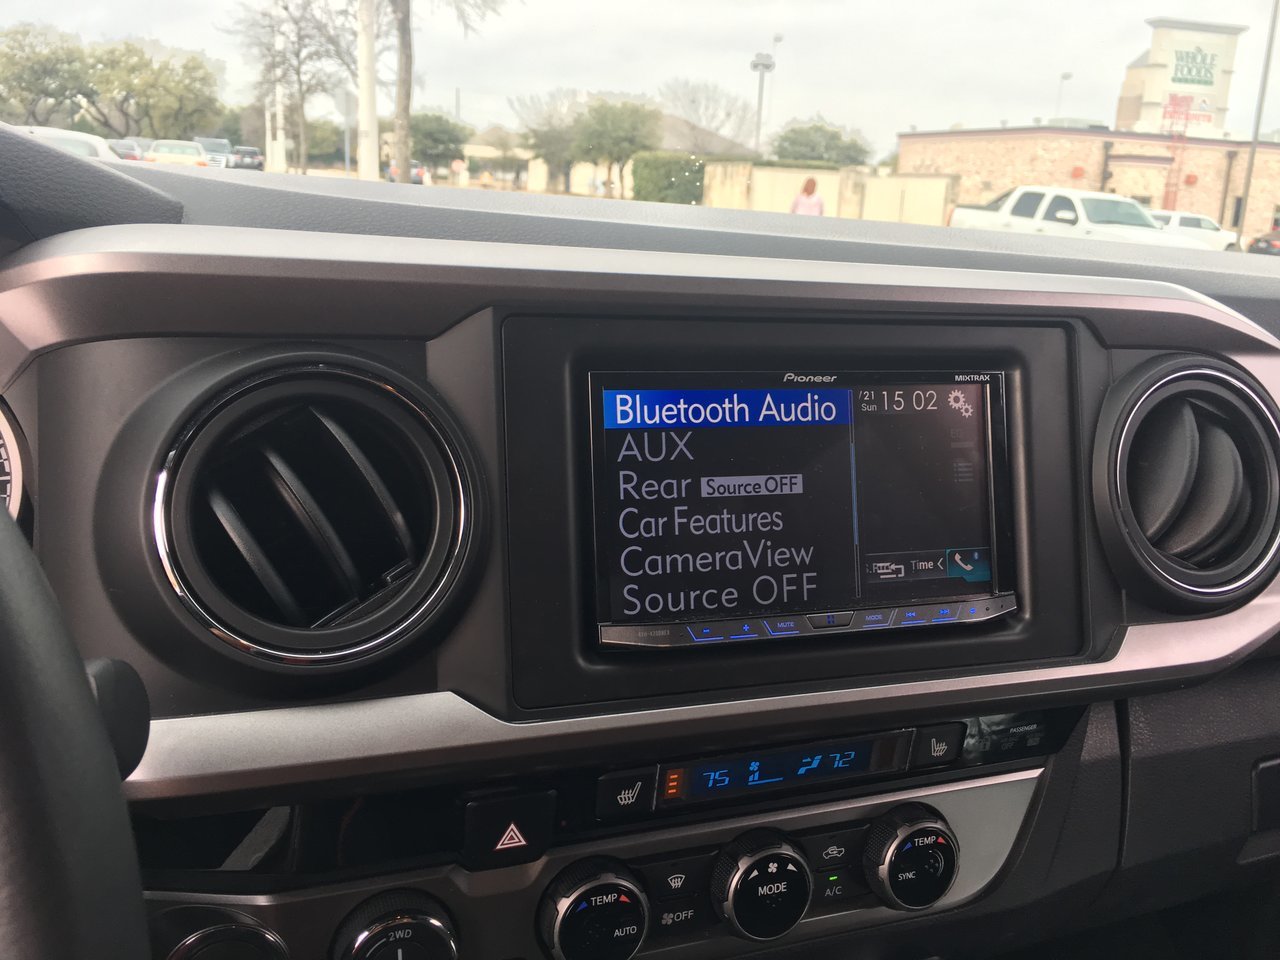 WHOLE
FOODS
Pioneer
MIXTRAX
Bluetooth Audio
/21
Sun 15 02
AUX
Rear Source OFF
Car Features
CameraView
Source OFF
Time
MUTE
MODE
PASSENGER
75
72
TEMP
AUTO
OFF
MODE
A/C
TEMP
SYNC
2WD